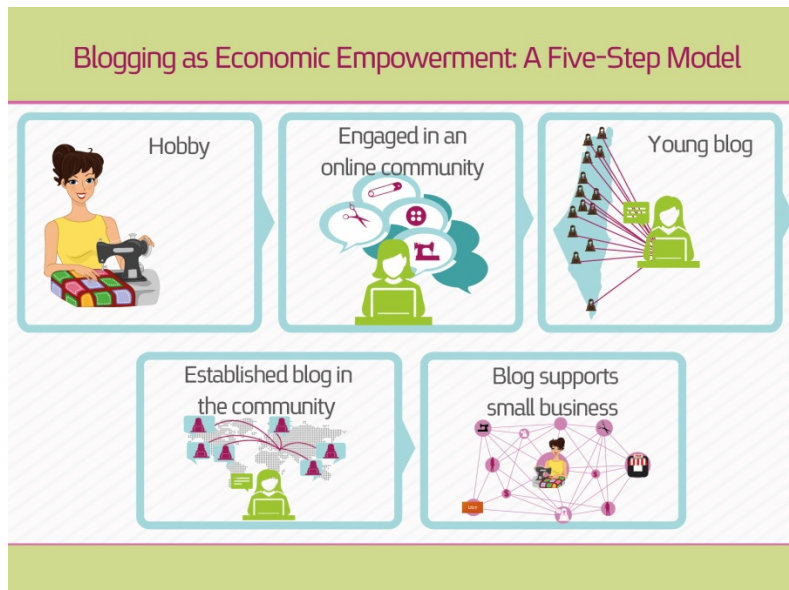 Blogging as Economic Empowerment: A Five-Step Model
Hobby
Engaged in an
online community
Young blog
Established blog in
the community
Blog supports
small business